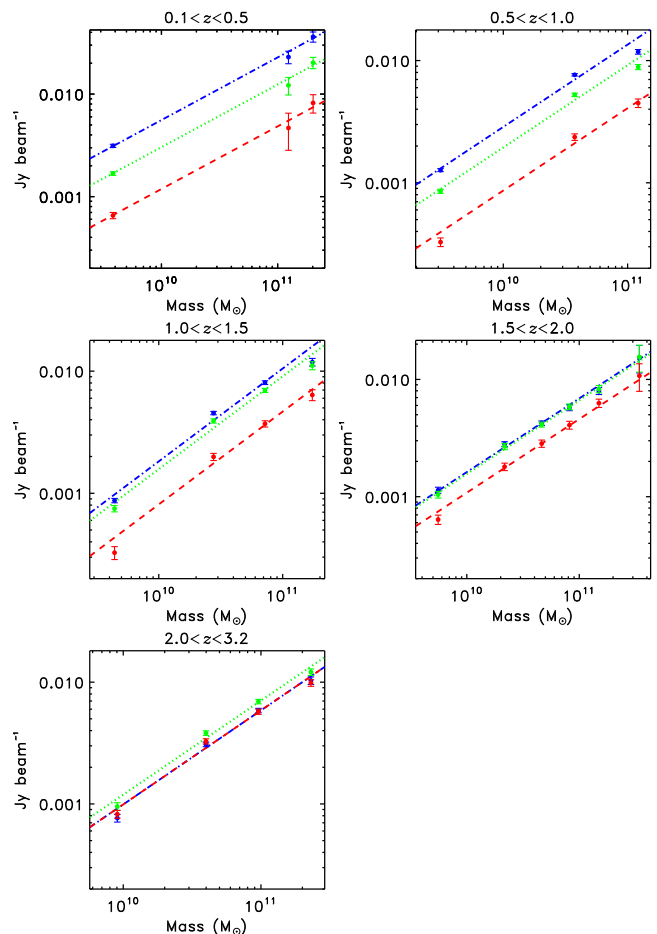 0.1<z<0.5
0.5<z<1.0
Jy beam⁻¹
0.010
0.001
10¹⁰
10¹¹
Mass (M☉)
Jy beam⁻¹
0.010
0.001
10¹⁰
10¹¹
Mass (M☉)
1.0<z<1.5
1.5<z<2.0
Jy beam⁻¹
0.010
0.001
10¹⁰
10¹¹
Mass (M☉)
Jy beam⁻¹
0.010
0.001
10¹⁰
10¹¹
Mass (M☉)
2.0<z<3.2
Jy beam⁻¹
0.010
0.001
10¹⁰
10¹¹
Mass (M☉)